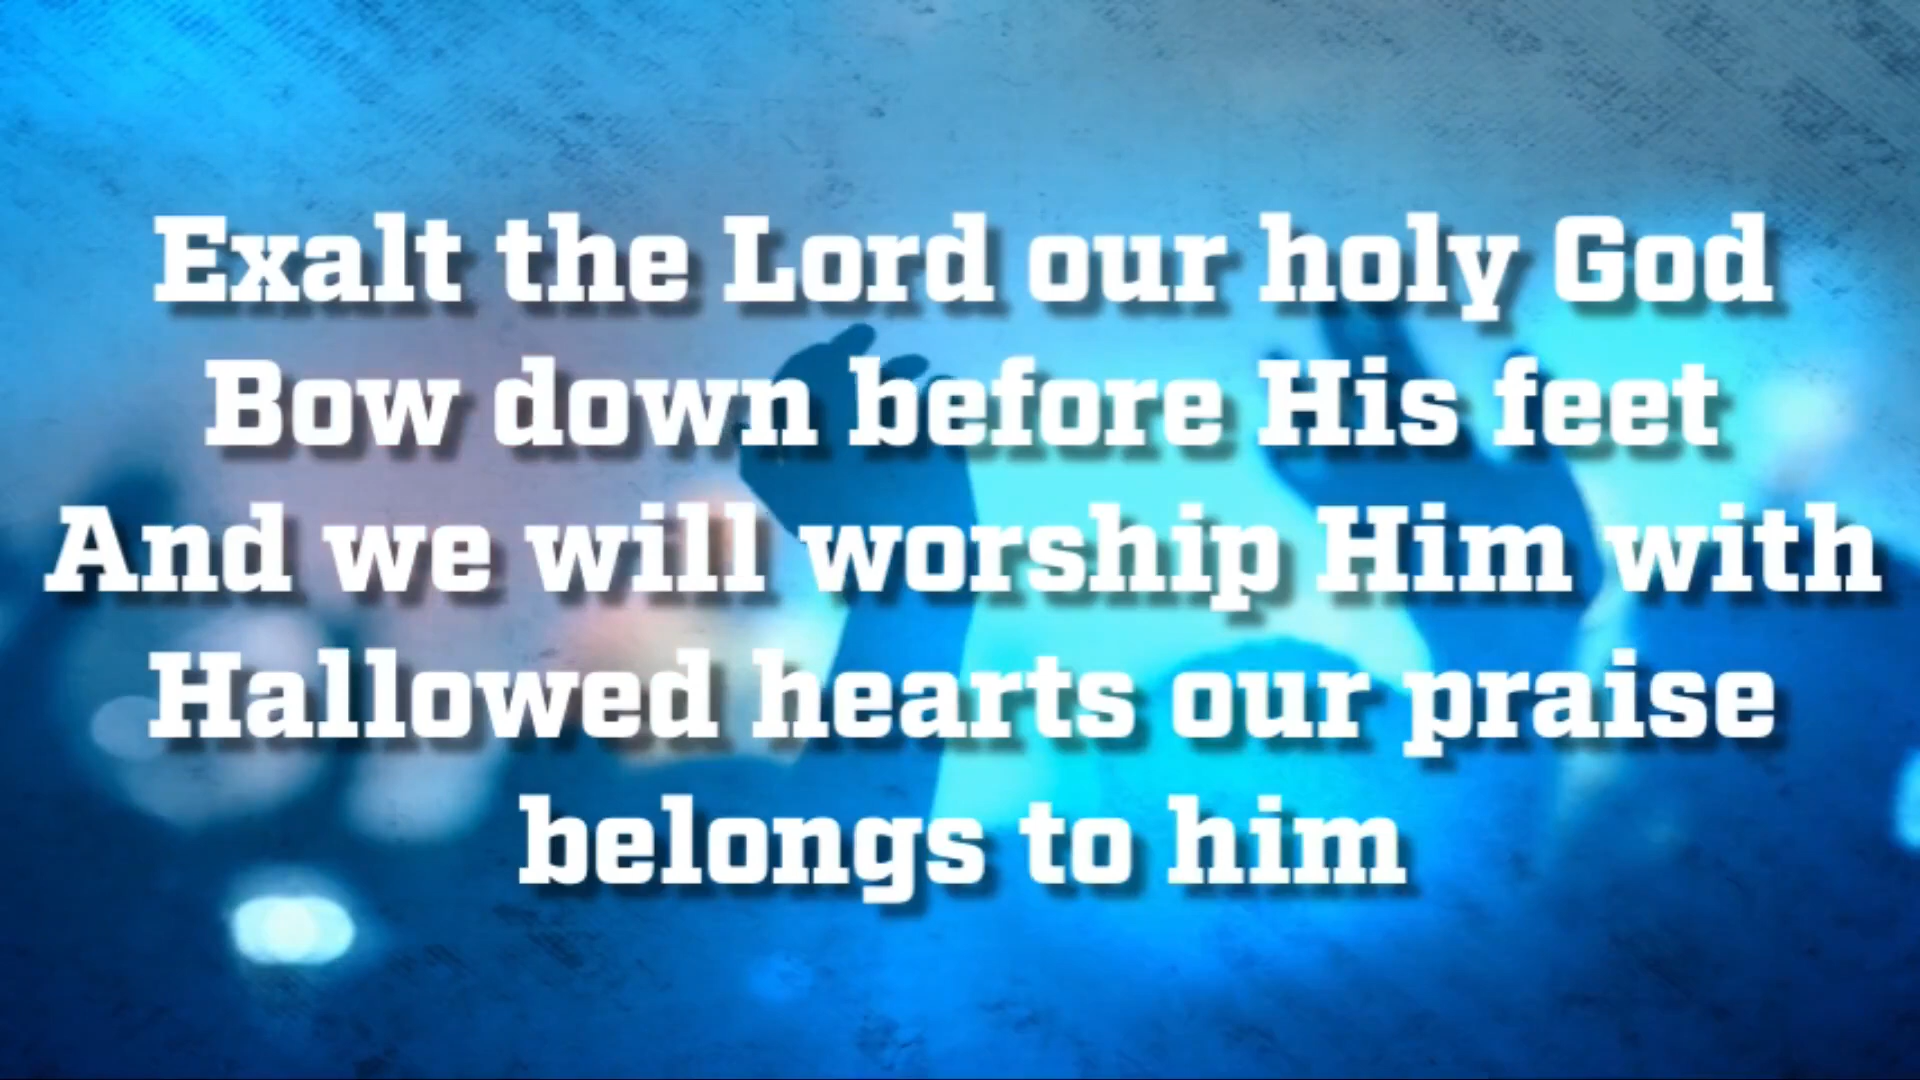 Exalt the Lord our holy God
Bow down before His feet
And we will worship Him with
Hallowed hearts our praise
belongs to him